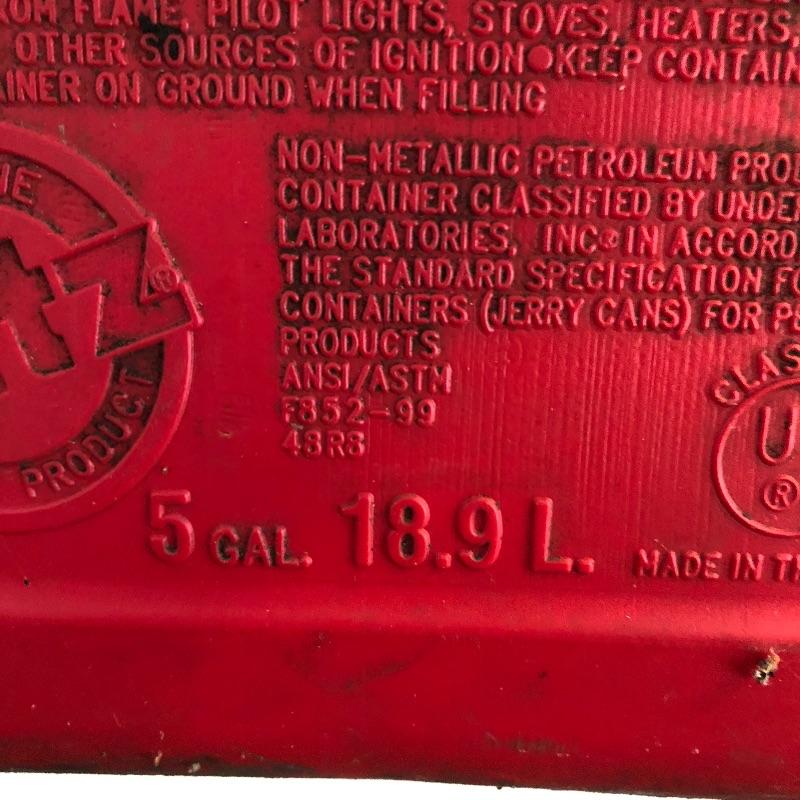 ROM FLAME, PILOT LIGHTS, STOVES, HEATERS,
OTHER SOURCES OF IGNITION●KEEP CONTAIN
AINER ON GROUND WHEN FILLING
NON-METALLIC PETROLEUM PROD
CONTAINER CLASSIFIED BY UNDER
LABORATORIES, INC® IN ACCORD
THE STANDARD SPECIFICATION FO
CONTAINERS (JERRY CANS) FOR PE
PRODUCTS
ANSI/ASTM
F852-99
48R8
TZ®
PRODUCT
CLAS
U
®
5 GAL. 18.9 L.
MADE IN TH